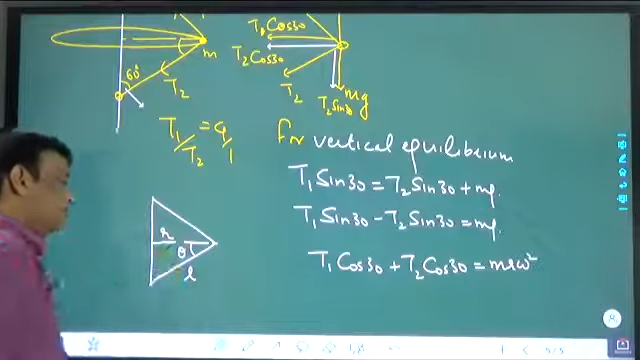 T₁Cos30
T₂Cos30
m
60°
T₂
T₂
mg
T₂Sin30
T₁/T₂ = 9/1
For vertical equilibrium
T₁Sin30 = T₂Sin30 + mg.
T₁Sin30 - T₂Sin30 = mg.
r
θ
l
T₁Cos30 + T₂Cos30 = mrω²
8